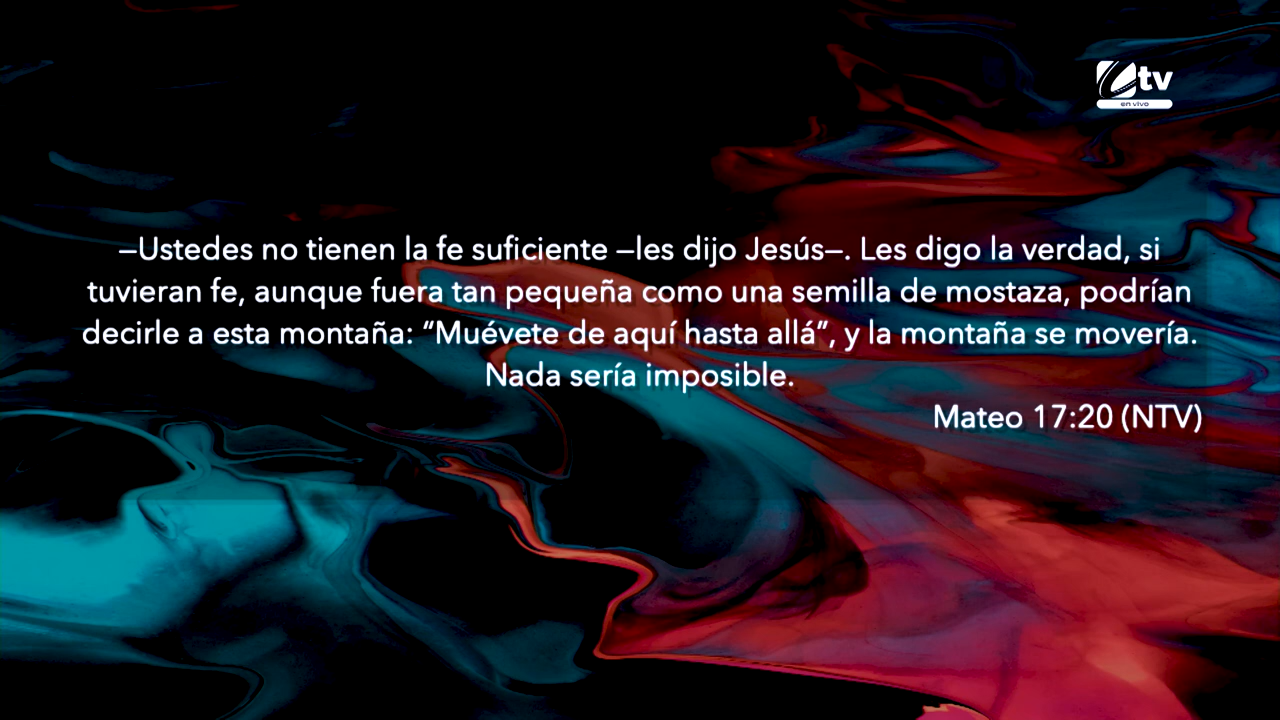 tv
en vivo
—Ustedes no tienen la fe suficiente —les dijo Jesús—. Les digo la verdad, si
tuvieran fe, aunque fuera tan pequeña como una semilla de mostaza, podrían
decirle a esta montaña: “Muévete de aquí hasta allá”, y la montaña se movería.
Nada sería imposible.
Mateo 17:20 (NTV)